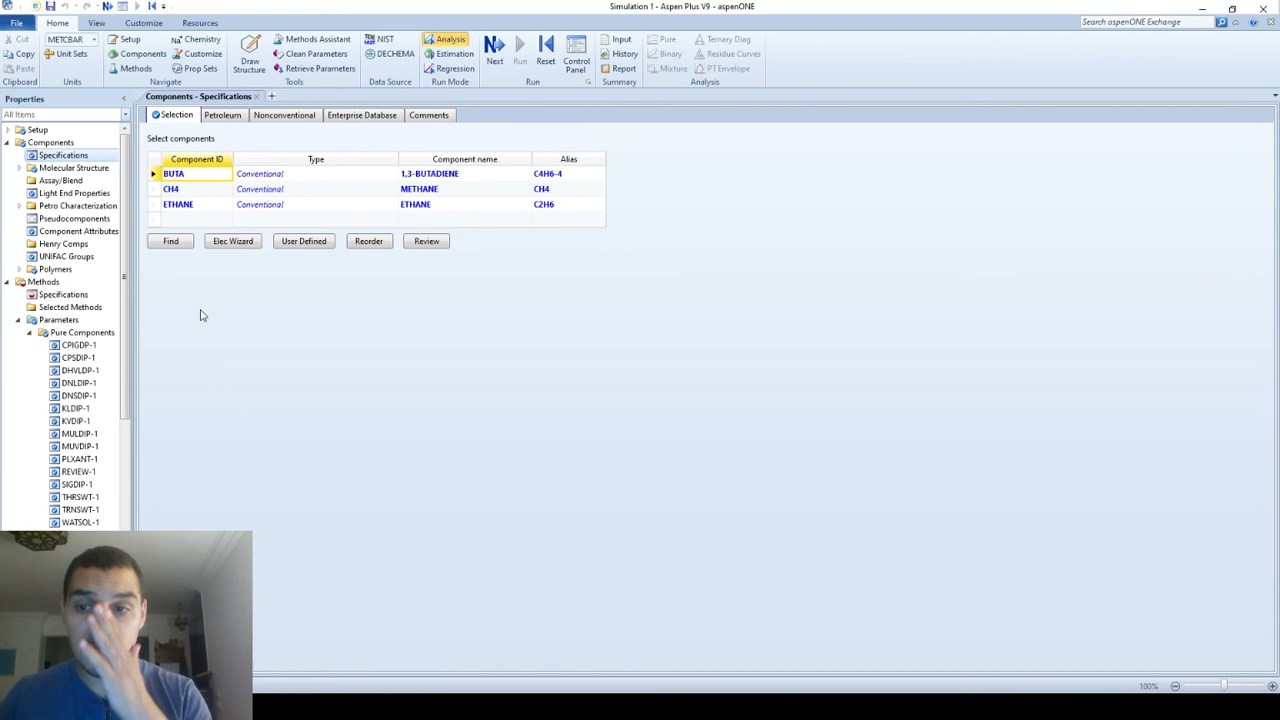 Simulation 1 - Aspen Plus V9 - aspenONE
File
Home
View
Customize
Resources
Search aspenONE Exchange
Cut
Copy
Paste
Clipboard
METCBAR
Unit Sets
Units
Setup
Components
Methods
Chemistry
Customize
Prop Sets
Navigate
Draw
Structure
Methods Assistant
Clean Parameters
Retrieve Parameters
Tools
NIST
DECHEMA
Data Source
Analysis
Estimation
Regression
Run Mode
Next
Run
Reset
Control
Panel
Run
Input
History
Report
Summary
Pure
Binary
Mixture
Ternary Diag
Residue Curves
PT Envelope
Analysis
Properties
All Items
Setup
Components
Specifications
Molecular Structure
Assay/Blend
Light End Properties
Petro Characterization
Pseudocomponents
Component Attributes
Henry Comps
UNIFAC Groups
Polymers
Methods
Specifications
Selected Methods
Parameters
Pure Components
CPIGDP-1
CPSDIP-1
DHVLDP-1
DNLDIP-1
DNSDIP-1
KLDIP-1
KVDIP-1
MULDIP-1
MUVDIP-1
PLXANT-1
REVIEW-1
SIGDIP-1
THRSWT-1
TRNSWT-1
WATSOL-1
Components - Specifications
Selection
Petroleum
Nonconventional
Enterprise Database
Comments
Select components
Component ID Type Component name Alias
BUTA Conventional 1,3-BUTADIENE C4H6-4
CH4 Conventional METHANE CH4
ETHANE Conventional ETHANE C2H6
Find
Elec Wizard
User Defined
Reorder
Review
100%